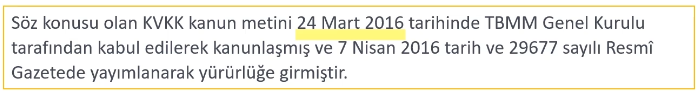 Söz konusu olan KVKK kanun metini 24 Mart 2016 tarihinde TBMM Genel Kurulu
tarafından kabul edilerek kanunlaşmış ve 7 Nisan 2016 tarih ve 29677 sayılı Resmî
Gazetede yayımlanarak yürürlüğe girmiştir.